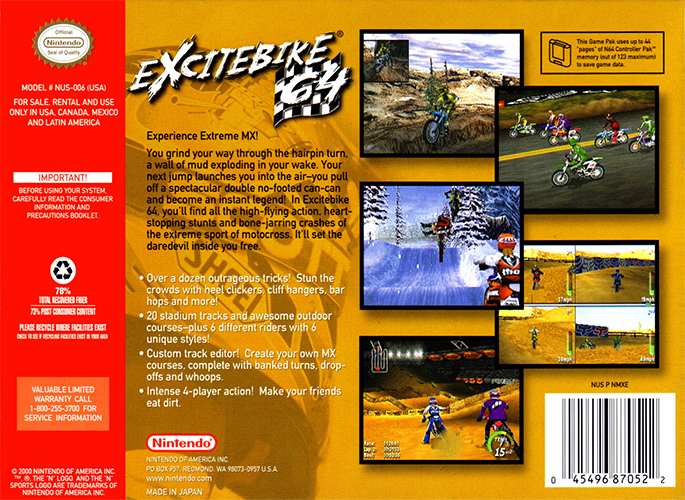 Official
Nintendo
Seal of Quality
MODEL # NUS-006 (USA)
FOR SALE, RENTAL AND USE
ONLY IN USA, CANADA, MEXICO
AND LATIN AMERICA
IMPORTANT!
BEFORE USING YOUR SYSTEM,
CAREFULLY READ THE CONSUMER
INFORMATION AND
PRECAUTIONS BOOKLET.
78%
TOTAL RECOVERED FIBER
73% POST CONSUMER CONTENT
PLEASE RECYCLE WHERE FACILITIES EXIST
CHECK TO SEE IF RECYCLING FACILITIES EXIST IN YOUR AREA
VALUABLE LIMITED
WARRANTY CALL
1-800-255-3700 FOR
SERVICE INFORMATION
© 2000 NINTENDO OF AMERICA INC.
™, ®, THE "N" LOGO AND THE "N"
SPORTS LOGO ARE TRADEMARKS OF
NINTENDO OF AMERICA INC.
EXCITEBIKE®
64
Experience Extreme MX!
You grind your way through the hairpin turn,
a wall of mud exploding in your wake. Your
next jump launches you into the air–you pull
off a spectacular double no-footed can-can
and become an instant legend! In Excitebike
64, you'll find all the high-flying action, heart-
stopping stunts and bone-jarring crashes of
the extreme sport of motocross. It'll set the
daredevil inside you free.
• Over a dozen outrageous tricks! Stun the
crowds with heel clickers, cliff hangers, bar
hops and more!
• 20 stadium tracks and awesome outdoor
courses–plus 6 different riders with 6
unique styles!
• Custom track editor! Create your own MX
courses, complete with banked turns, drop-
offs and whoops.
• Intense 4-player action! Make your friends
eat dirt.
Nintendo®
NINTENDO OF AMERICA INC.
PO BOX 957, REDMOND, WA 98073-0957 U.S.A.
www.nintendo.com
MADE IN JAPAN
This Game Pak uses up to 44
"pages" of N64 Controller Pak™
memory (out of 123 maximum)
to save game data.
NUS P NMXE
0 45496 87052 2